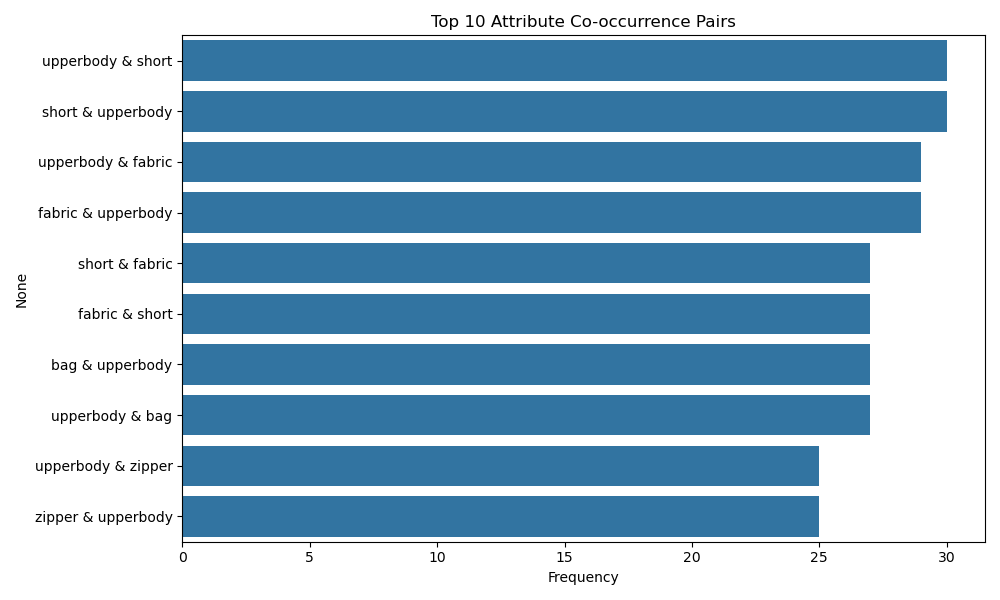 Top 10 Attribute Co-occurrence Pairs
None
upperbody & short
short & upperbody
upperbody & fabric
fabric & upperbody
short & fabric
fabric & short
bag & upperbody
upperbody & bag
upperbody & zipper
zipper & upperbody
0 5 10 15 20 25 30
Frequency